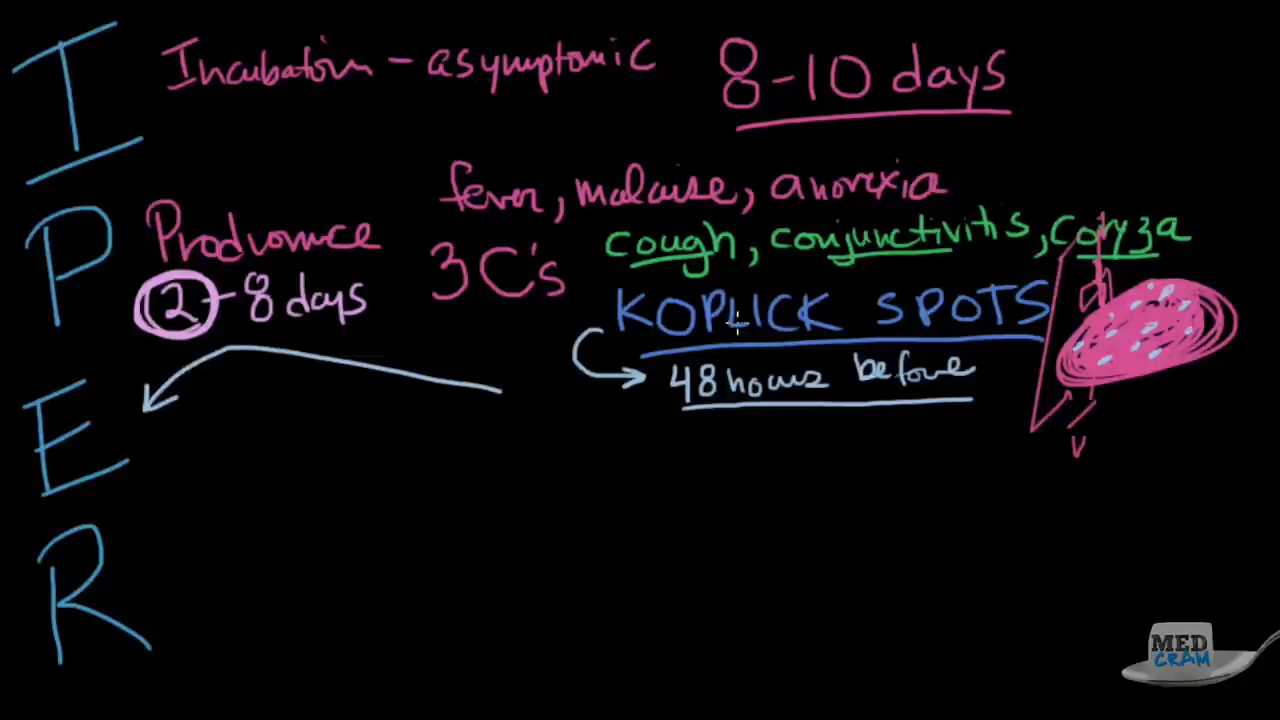 I Incubation - asymptomic 8-10 days
fever, malaise, anorexia
P Prodromce 3 C's cough, conjunctivitis, coryza
2 - 8 days KOPLICK SPOTS
48 hours before
V
E
R
MED
CRAM